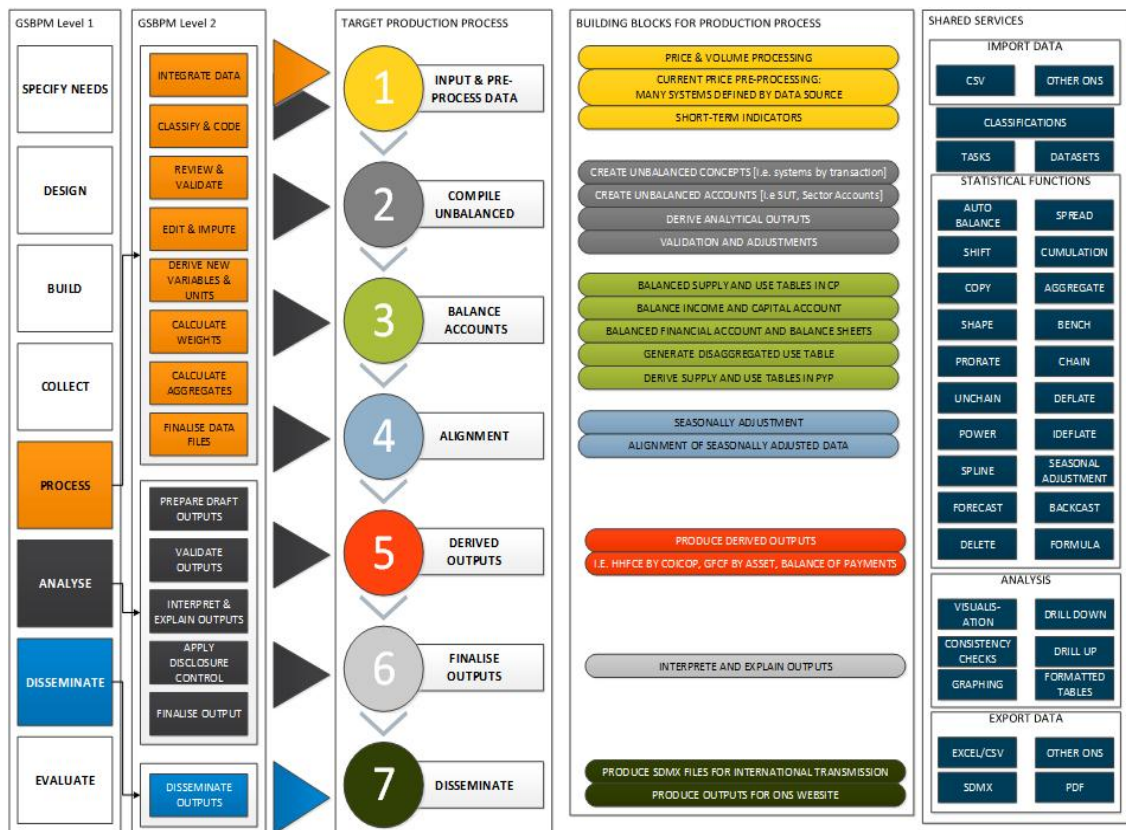 GSBPM Level 1
SPECIFY NEEDS
DESIGN
BUILD
COLLECT
PROCESS
ANALYSE
DISSEMINATE
EVALUATE
GSBPM Level 2
INTEGRATE DATA
CLASSIFY & CODE
REVIEW &
VALIDATE
EDIT & IMPUTE
DERIVE NEW
VARIABLES &
UNITS
CALCULATE
WEIGHTS
CALCULATE
AGGREGATES
FINALISE DATA
FILES
PREPARE DRAFT
OUTPUTS
VALIDATE
OUTPUTS
INTERPRET &
EXPLAIN OUTPUTS
APPLY
DISCLOSURE
CONTROL
FINALISE OUTPUT
DISSEMINATE
OUTPUTS
TARGET PRODUCTION PROCESS
1
INPUT & PRE-
PROCESS DATA
2
COMPILE
UNBALANCED
3
BALANCE
ACCOUNTS
4
ALIGNMENT
5
DERIVED
OUTPUTS
6
FINALISE
OUTPUTS
7
DISSEMINATE
BUILDING BLOCKS FOR PRODUCTION PROCESS
PRICE & VOLUME PROCESSING
CURRENT PRICE PRE-PROCESSING:
MANY SYSTEMS DEFINED BY DATA SOURCE
SHORT-TERM INDICATORS
CREATE UNBALANCED CONCEPTS [i.e. systems by transaction]
CREATE UNBALANCED ACCOUNTS [i.e SUT, Sector Accounts]
DERIVE ANALYTICAL OUTPUTS
VALIDATION AND ADJUSTMENTS
BALANCED SUPPLY AND USE TABLES IN CP
BALANCE INCOME AND CAPITAL ACCOUNT
BALANCED FINANCIAL ACCOUNT AND BALANCE SHEETS
GENERATE DISAGGREGATED USE TABLE
DERIVE SUPPLY AND USE TABLES IN PYP
SEASONALLY ADJUSTMENT
ALIGNMENT OF SEASONALLY ADJUSTED DATA
PRODUCE DERIVED OUTPUTS
I.E. HHFCE BY COICOP, GFCF BY ASSET, BALANCE OF PAYMENTS
INTERPRETE AND EXPLAIN OUTPUTS
PRODUCE SDMX FILES FOR INTERNATIONAL TRANSMISSION
PRODUCE OUTPUTS FOR ONS WEBSITE
SHARED SERVICES
IMPORT DATA
CSV
OTHER ONS
CLASSIFICATIONS
TASKS
DATASETS
STATISTICAL FUNCTIONS
AUTO
BALANCE
SPREAD
SHIFT
CUMULATION
COPY
AGGREGATE
SHAPE
BENCH
PRORATE
CHAIN
UNCHAIN
DEFLATE
POWER
IDEFLATE
SPLINE
SEASONAL
ADJUSTMENT
FORECAST
BACKCAST
DELETE
FORMULA
ANALYSIS
VISUALIS-
ATION
DRILL DOWN
CONSISTENCY
CHECKS
DRILL UP
GRAPHING
FORMATTED
TABLES
EXPORT DATA
EXCEL/CSV
OTHER ONS
SDMX
PDF